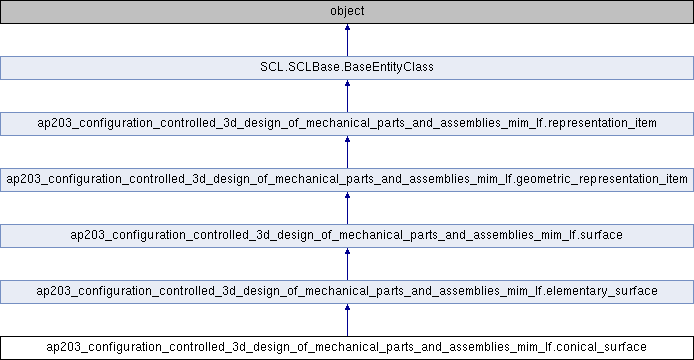 object
SCL.SCLBase.BaseEntityClass
ap203_configuration_controlled_3d_design_of_mechanical_parts_and_assemblies_mim_lf.representation_item
ap203_configuration_controlled_3d_design_of_mechanical_parts_and_assemblies_mim_lf.geometric_representation_item
ap203_configuration_controlled_3d_design_of_mechanical_parts_and_assemblies_mim_lf.surface
ap203_configuration_controlled_3d_design_of_mechanical_parts_and_assemblies_mim_lf.elementary_surface
ap203_configuration_controlled_3d_design_of_mechanical_parts_and_assemblies_mim_lf.conical_surface